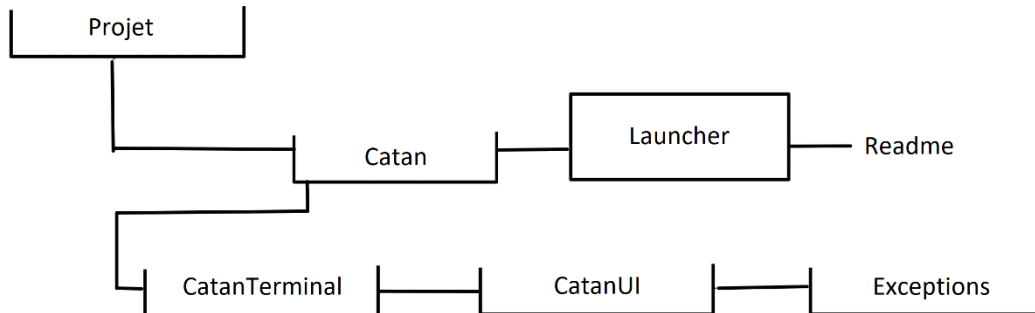 Projet
Catan
Launcher
Readme
CatanTerminal
CatanUI
Exceptions